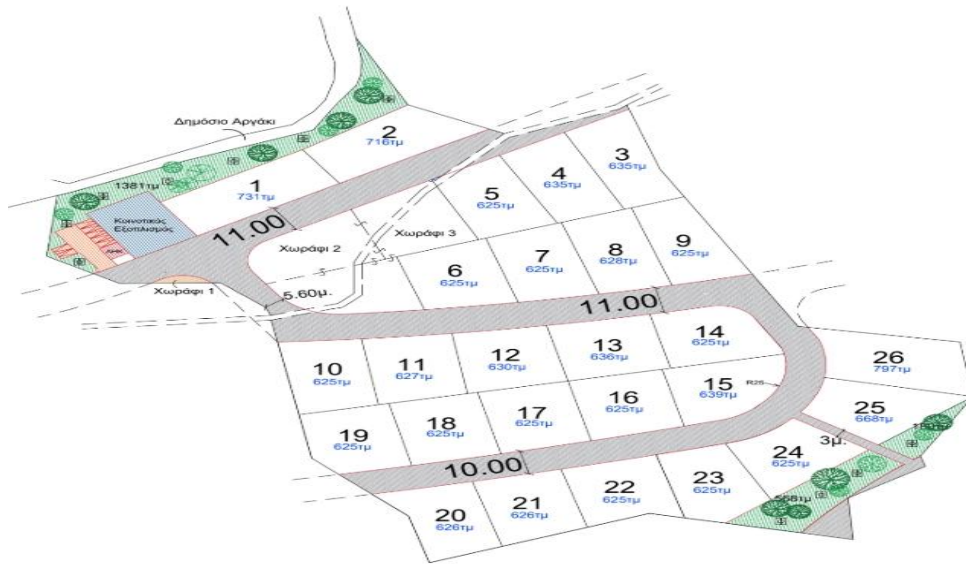 Δημόσιο Αργάκι
2
716τμ
3
635τμ
4
635τμ
1381τμ
1
731τμ
5
625τμ
Κοινοτικός
Εξοπλισμός
ΑΗΚ
11.00
Χωράφι 2
Χωράφι 3
9
625τμ
8
628τμ
7
625τμ
6
625τμ
Χωράφι 1
5.60μ.
11.00
10
625τμ
11
627τμ
12
630τμ
13
636τμ
14
625τμ
26
797τμ
15
639τμ
R25
25
668τμ
16
625τμ
17
625τμ
18
625τμ
19
625τμ
3μ.
24
625τμ
10.00
23
625τμ
22
625τμ
21
626τμ
20
626τμ
568τμ